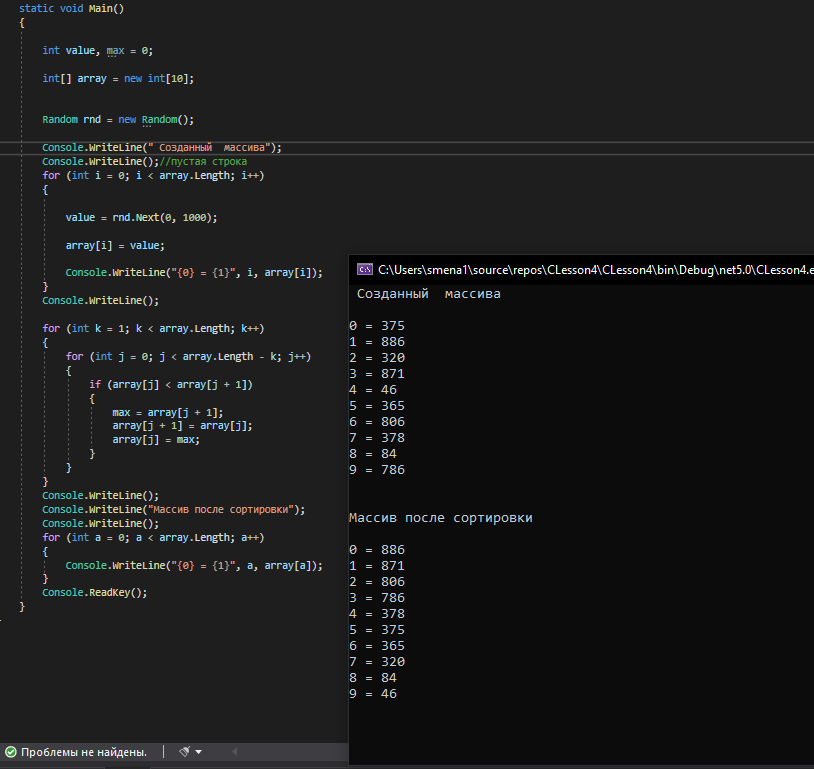 static void Main()
{
int value, max = 0;
int[] array = new int[10];
Random rnd = new Random();
Console.WriteLine(" Созданный  массива");
Console.WriteLine();//пустая строка
for (int i = 0; i < array.Length; i++)
{
value = rnd.Next(0, 1000);
array[i] = value;
Console.WriteLine("{0} = {1}", i, array[i]);
}
Console.WriteLine();
for (int k = 1; k < array.Length; k++)
{
for (int j = 0; j < array.Length - k; j++)
{
if (array[j] < array[j + 1])
{
max = array[j + 1];
array[j + 1] = array[j];
array[j] = max;
}
}
}
Console.WriteLine();
Console.WriteLine("Массив после сортировки");
Console.WriteLine();
for (int a = 0; a < array.Length; a++)
{
Console.WriteLine("{0} = {1}", a, array[a]);
}
Console.ReadKey();
}
Проблемы не найдены.
C:\Users\smena1\source\repos\CLesson4\CLesson4\bin\Debug\net5.0\CLesson4.e
Созданный  массива
0 = 375
1 = 886
2 = 320
3 = 871
4 = 46
5 = 365
6 = 806
7 = 378
8 = 84
9 = 786
Массив после сортировки
0 = 886
1 = 871
2 = 806
3 = 786
4 = 378
5 = 375
6 = 365
7 = 320
8 = 84
9 = 46